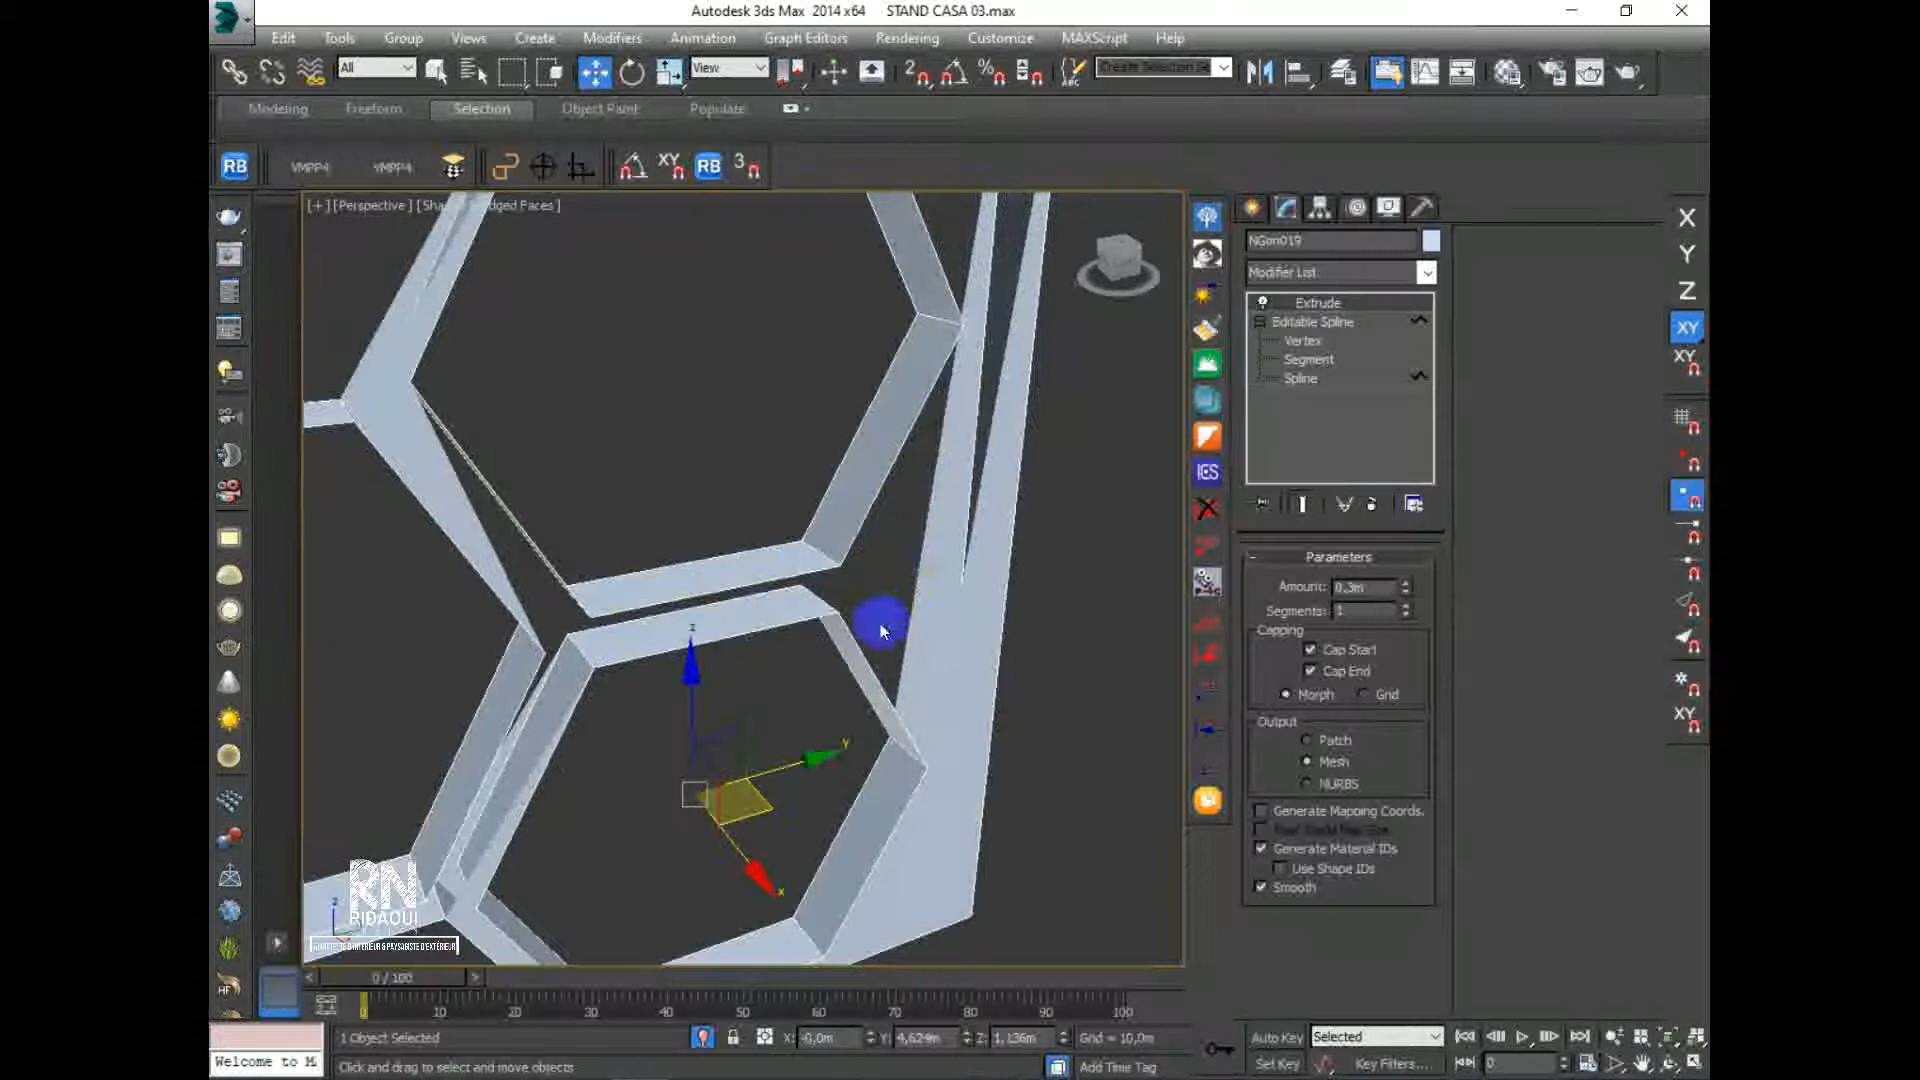 Autodesk 3ds Max 2014 x64 STAND CASA 03.max
Edit Tools Group Views Create Modifiers Animation Graph Editors Rendering Customize MAXScript Help
All
View
Modeling Freeform Selection Object Paint Populate
RB
XY
RB
3
[+] [Perspective] [Sha dged Faces]
NGon019
Modifier List
Extrude
Editable Spline
Vertex
Segment
Spline
X
Y
Z
XY
XY
IES
Parameters
Amount: 0,3m
Segments: 1
Capping
Cap Start
Cap End
Morph Grid
Output
Patch
Mesh
NURBS
Generate Mapping Coords.
Generate Material IDs
Use Shape IDs
Smooth
XY
z
y
x
RN
RIDAOUI
HF
0 / 100
0 10 20 30 40 50 60 70 80 90 100
1 Object Selected
X: -0,0m Y: 4,624m Z: 1,136m Grid = 10,0m
Auto Key Selected
Welcome to M
Click and drag to select and move objects
Add Time Tag
Set Key Key Filters... 0